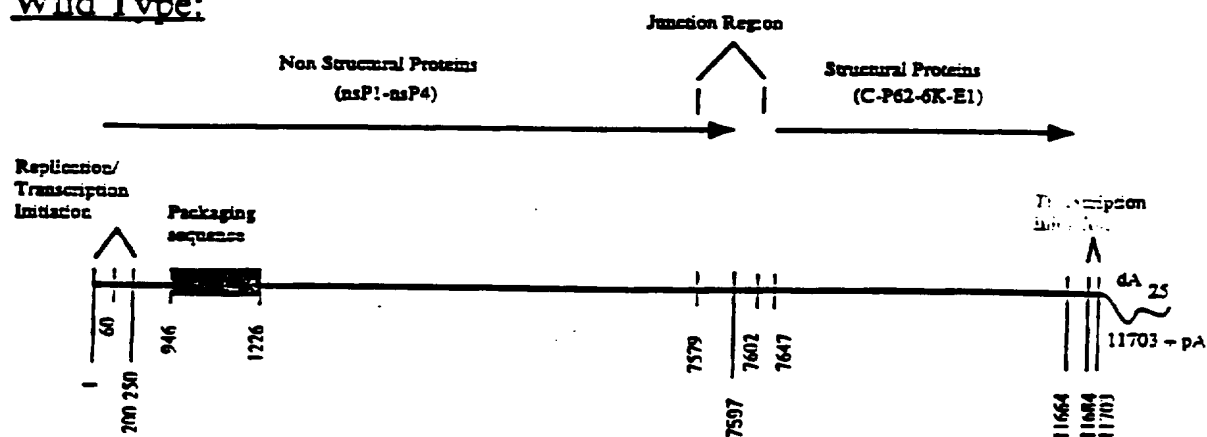 Wild Type:
Junction Region
Non Structural Proteins
(nsP1-nsP4)
Structural Proteins
(C-P62-6K-E1)
Replication/
Transcription
Initiation
Packaging
sequence
dA 25
11703 + pA
1
60
200 250
946
1226
7579
7597
7602
7647
11664
11684
11703